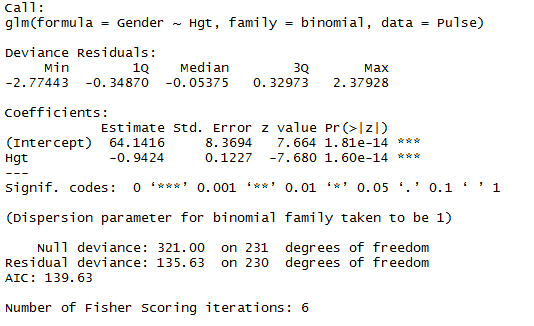 Call:
glm(formula = Gender ~ Hgt, family = binomial, data = Pulse)
Deviance Residuals:
Min 1Q Median 3Q Max
-2.77443 -0.34870 -0.05375 0.32973 2.37928
Coefficients:
Estimate Std. Error z value Pr(>|z|)
(Intercept) 64.1416 8.3694 7.664 1.81e-14 ***
Hgt -0.9424 0.1227 -7.680 1.60e-14 ***
---
Signif. codes: 0 ‘***’ 0.001 ‘**’ 0.01 ‘*’ 0.05 ‘.’ 0.1 ‘ ’ 1
(Dispersion parameter for binomial family taken to be 1)
Null deviance: 321.00 on 231 degrees of freedom
Residual deviance: 135.63 on 230 degrees of freedom
AIC: 139.63
Number of Fisher Scoring iterations: 6